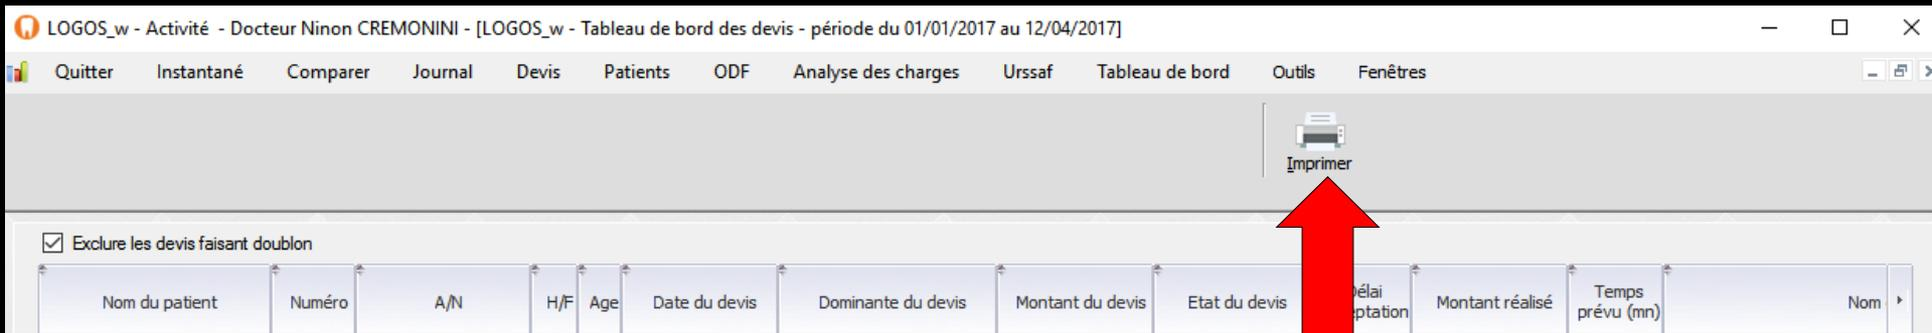 LOGOS_w - Activité - Docteur Ninon CREMONINI - [LOGOS_w - Tableau de bord des devis - période du 01/01/2017 au 12/04/2017]
Quitter Instantané Comparer Journal Devis Patients ODF Analyse des charges Urssaf Tableau de bord Outils Fenêtres
Imprimer
Exclure les devis faisant doublon
Nom du patient Numéro A/N H/F Age Date du devis Dominante du devis Montant du devis Etat du devis Délai Montant réalisé Temps prévu (mn) Nom